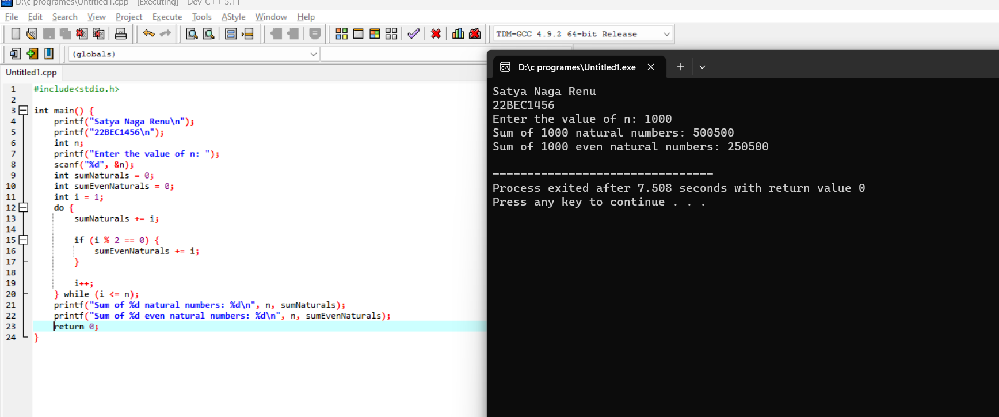 D:\c programes\Untitled1.cpp - [Executing] - Dev-C++ 5.11
File Edit Search View Project Execute Tools AStyle Window Help
TDM-GCC 4.9.2 64-bit Release
(globals)
Untitled1.cpp
1 #include<stdio.h>
2
3 int main() {
4 printf("Satya Naga Renu\n");
5 printf("22BEC1456\n");
6 int n;
7 printf("Enter the value of n: ");
8 scanf("%d", &n);
9 int sumNaturals = 0;
10 int sumEvenNaturals = 0;
11 int i = 1;
12 do {
13 sumNaturals += i;
14
15 if (i % 2 == 0) {
16 sumEvenNaturals += i;
17 }
18
19 i++;
20 } while (i <= n);
21 printf("Sum of %d natural numbers: %d\n", n, sumNaturals);
22 printf("Sum of %d even natural numbers: %d\n", n, sumEvenNaturals);
23 return 0;
24 }
D:\c programes\Untitled1.exe
Satya Naga Renu
22BEC1456
Enter the value of n: 1000
Sum of 1000 natural numbers: 500500
Sum of 1000 even natural numbers: 250500
--------------------------------
Process exited after 7.508 seconds with return value 0
Press any key to continue . . .